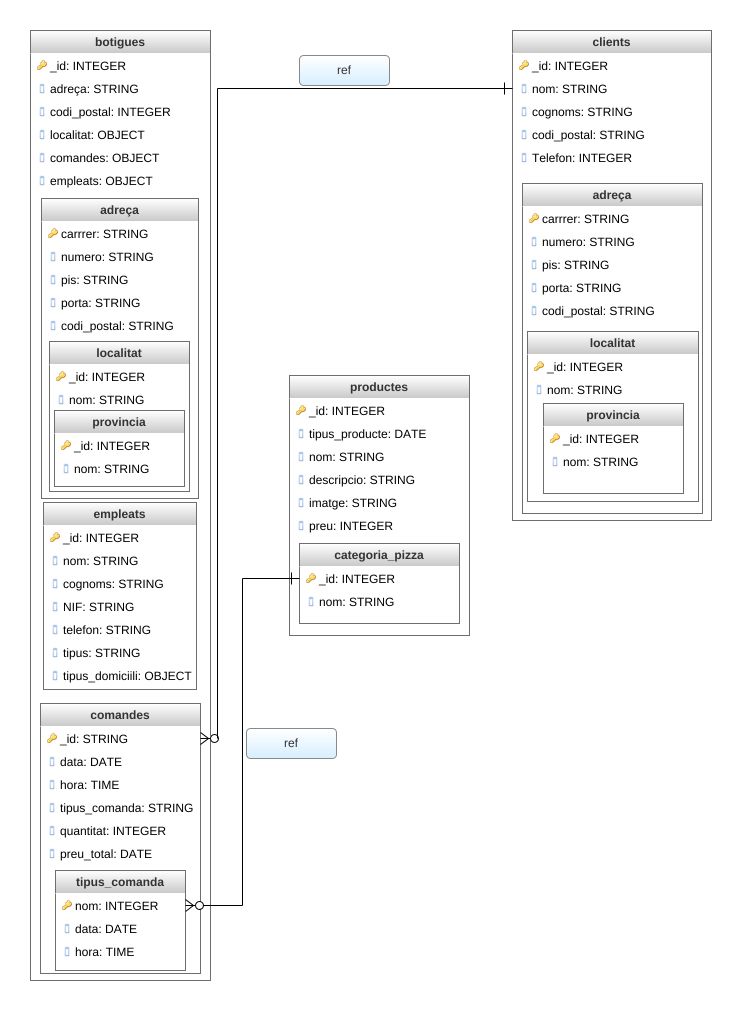 botigues
_id: INTEGER
adreça: STRING
codi_postal: INTEGER
localitat: OBJECT
comandes: OBJECT
empleats: OBJECT
adreça
carrrer: STRING
numero: STRING
pis: STRING
porta: STRING
codi_postal: STRING
localitat
_id: INTEGER
nom: STRING
provincia
_id: INTEGER
nom: STRING
empleats
_id: INTEGER
nom: STRING
cognoms: STRING
NIF: STRING
telefon: STRING
tipus: STRING
tipus_domiciili: OBJECT
comandes
_id: STRING
data: DATE
hora: TIME
tipus_comanda: STRING
quantitat: INTEGER
preu_total: DATE
tipus_comanda
nom: INTEGER
data: DATE
hora: TIME
ref
productes
_id: INTEGER
tipus_producte: DATE
nom: STRING
descripcio: STRING
imatge: STRING
preu: INTEGER
categoria_pizza
_id: INTEGER
nom: STRING
ref
clients
_id: INTEGER
nom: STRING
cognoms: STRING
codi_postal: STRING
Telefon: INTEGER
adreça
carrrer: STRING
numero: STRING
pis: STRING
porta: STRING
codi_postal: STRING
localitat
_id: INTEGER
nom: STRING
provincia
_id: INTEGER
nom: STRING